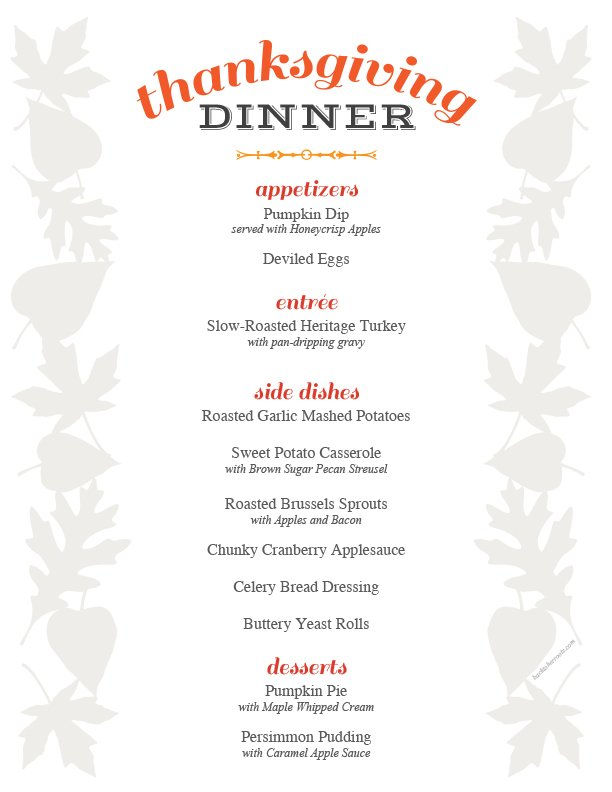 thanksgiving
DINNER
appetizers
Pumpkin Dip
served with Honeycrisp Apples
Deviled Eggs
entrée
Slow-Roasted Heritage Turkey
with pan-dripping gravy
side dishes
Roasted Garlic Mashed Potatoes
Sweet Potato Casserole
with Brown Sugar Pecan Streusel
Roasted Brussels Sprouts
with Apples and Bacon
Chunky Cranberry Applesauce
Celery Bread Dressing
Buttery Yeast Rolls
desserts
Pumpkin Pie
with Maple Whipped Cream
Persimmon Pudding
with Caramel Apple Sauce